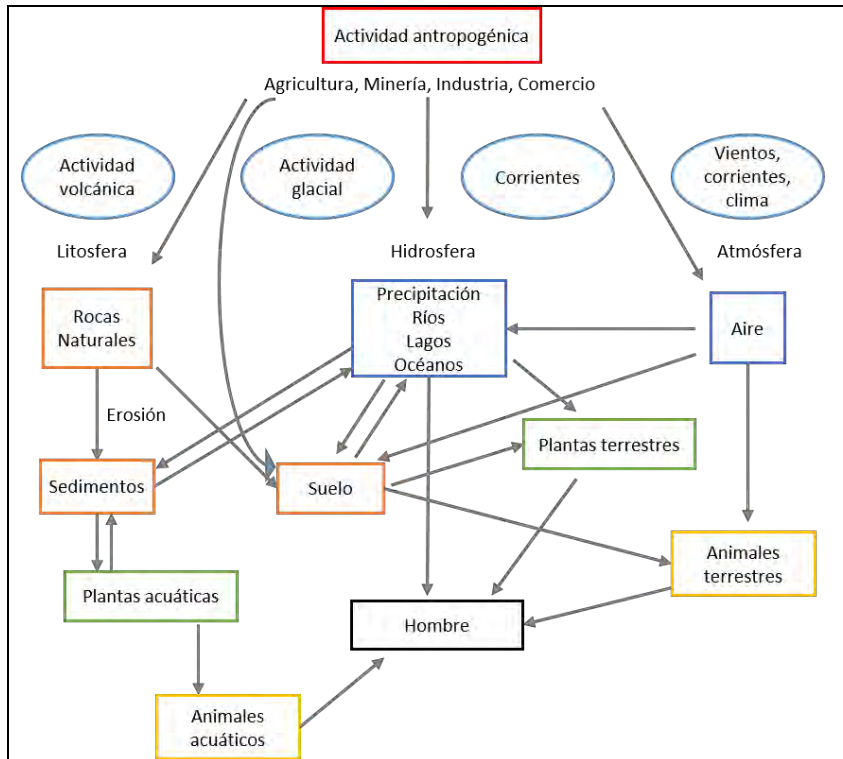 Actividad antropogénica
Agricultura, Minería, Industria, Comercio
Actividad
volcánica
Actividad
glacial
Corrientes
Vientos,
corrientes,
clima
Litosfera
Hidrosfera
Atmósfera
Rocas
Naturales
Precipitación
Ríos
Lagos
Océanos
Aire
Erosión
Plantas terrestres
Sedimentos
Suelo
Animales
terrestres
Plantas acuáticas
Hombre
Animales
acuáticos